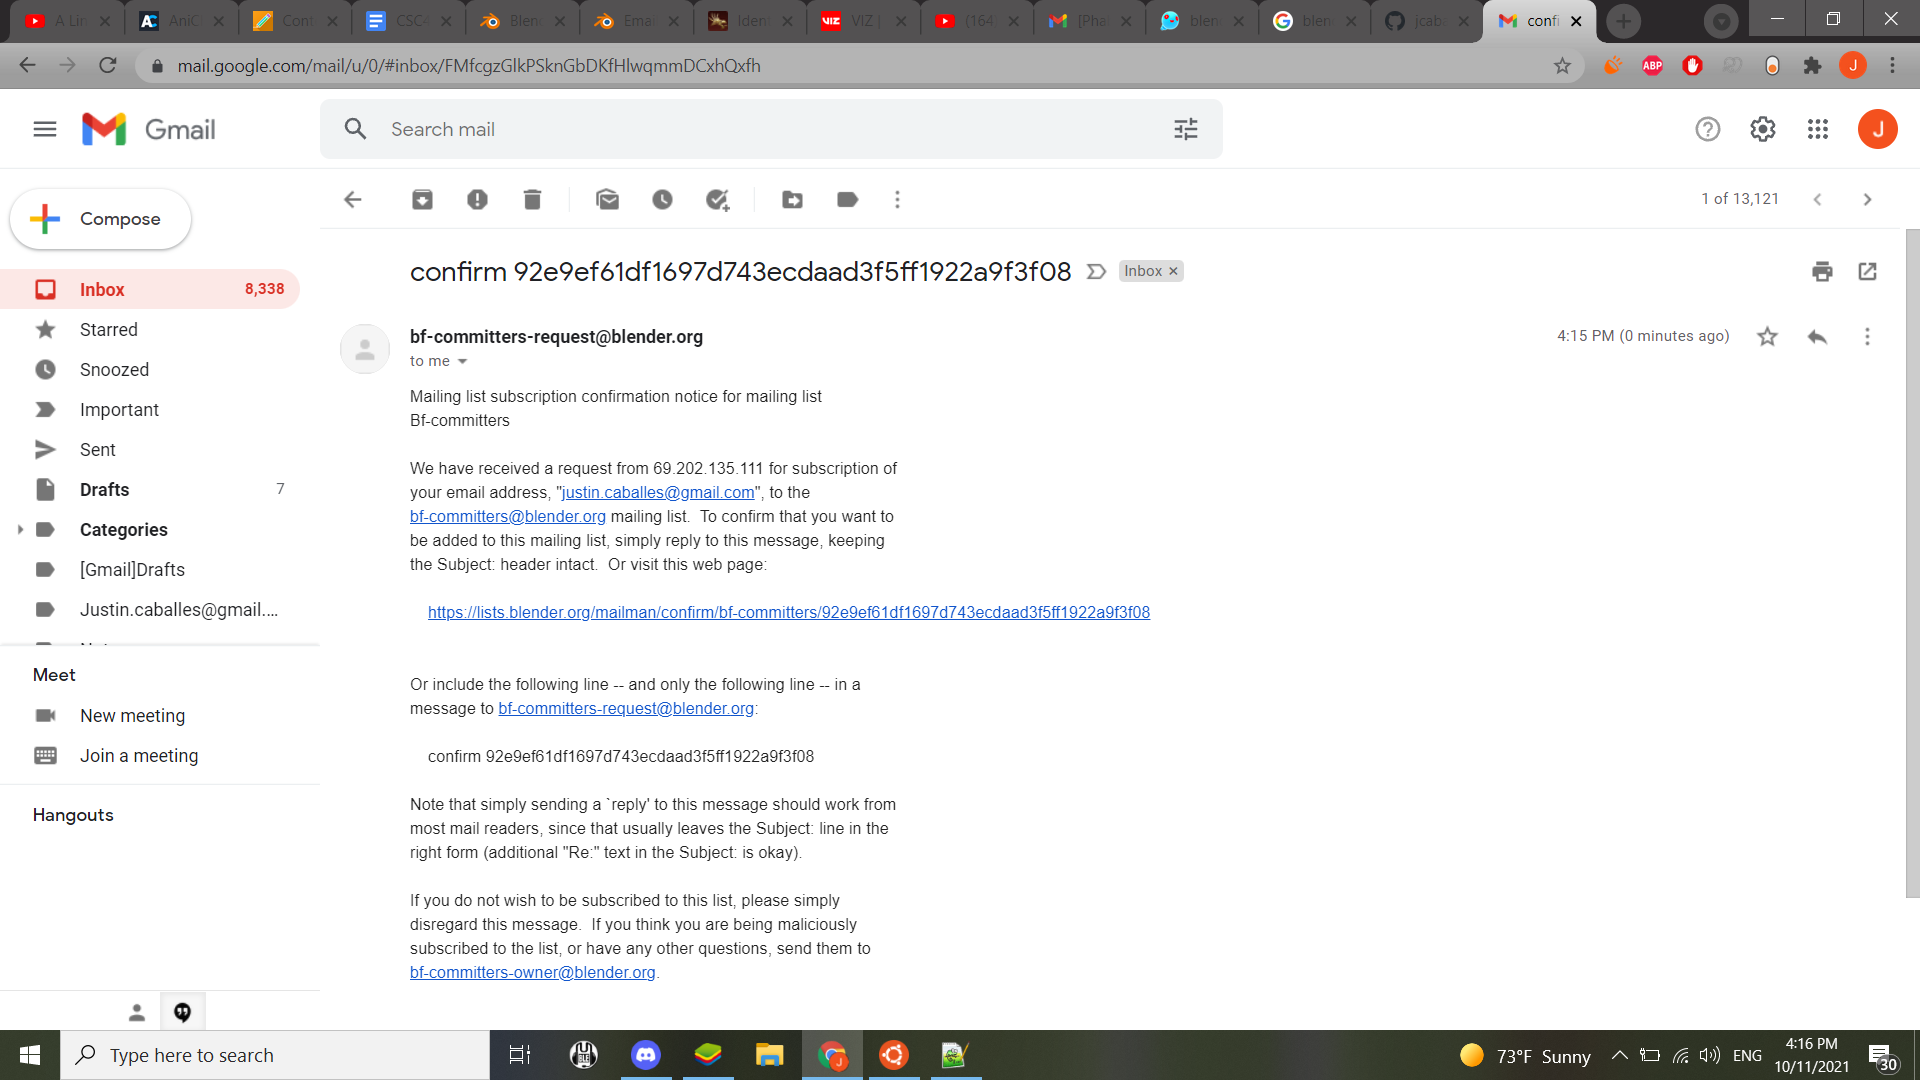 A Lin
AniC
Cont
CSC4
Blen
Emai
Iden
VIZ |
(164
[Phal
blen
blen
jcaba
confi
mail.google.com/mail/u/0/#inbox/FMfcgzGlkPSknGbDKfHlwqmmDCxhQxfh
ABP
J
Gmail
Search mail
J
Compose
1 of 13,121
Inbox 8,338
Starred
Snoozed
Important
Sent
Drafts 7
Categories
[Gmail]Drafts
Justin.caballes@gmail....
Meet
New meeting
Join a meeting
Hangouts
confirm 92e9ef61df1697d743ecdaad3f5ff1922a9f3f08 Inbox ×
bf-committers-request@blender.org 4:15 PM (0 minutes ago)
to me
Mailing list subscription confirmation notice for mailing list
Bf-committers
We have received a request from 69.202.135.111 for subscription of
your email address, "justin.caballes@gmail.com", to the
bf-committers@blender.org mailing list.  To confirm that you want to
be added to this mailing list, simply reply to this message, keeping
the Subject: header intact.  Or visit this web page:
https://lists.blender.org/mailman/confirm/bf-committers/92e9ef61df1697d743ecdaad3f5ff1922a9f3f08
Or include the following line -- and only the following line -- in a
message to bf-committers-request@blender.org:
confirm 92e9ef61df1697d743ecdaad3f5ff1922a9f3f08
Note that simply sending a `reply' to this message should work from
most mail readers, since that usually leaves the Subject: line in the
right form (additional "Re:" text in the Subject: is okay).
If you do not wish to be subscribed to this list, please simply
disregard this message.  If you think you are being maliciously
subscribed to the list, or have any other questions, send them to
bf-committers-owner@blender.org.
Type here to search
73°F Sunny
ENG
4:16 PM
10/11/2021
30